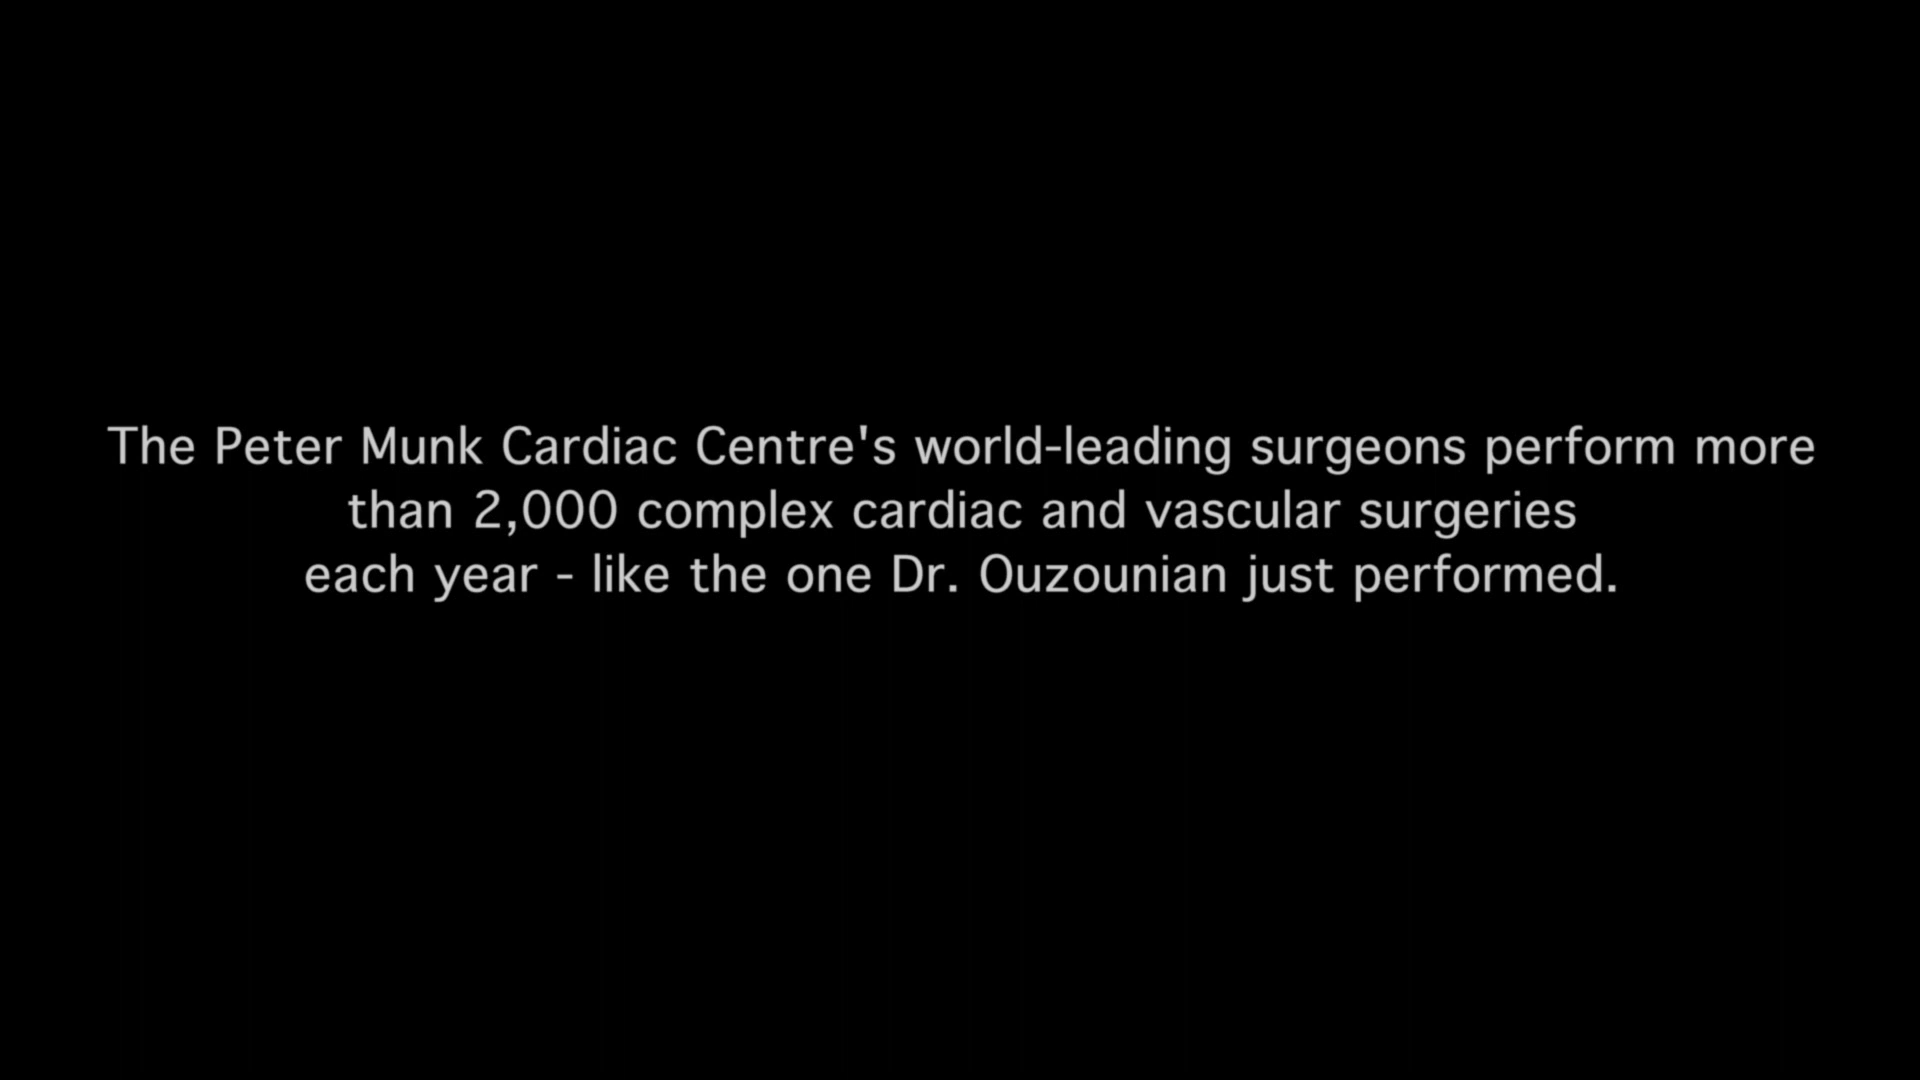 The Peter Munk Cardiac Centre's world-leading surgeons perform more
than 2,000 complex cardiac and vascular surgeries
each year - like the one Dr. Ouzounian just performed.